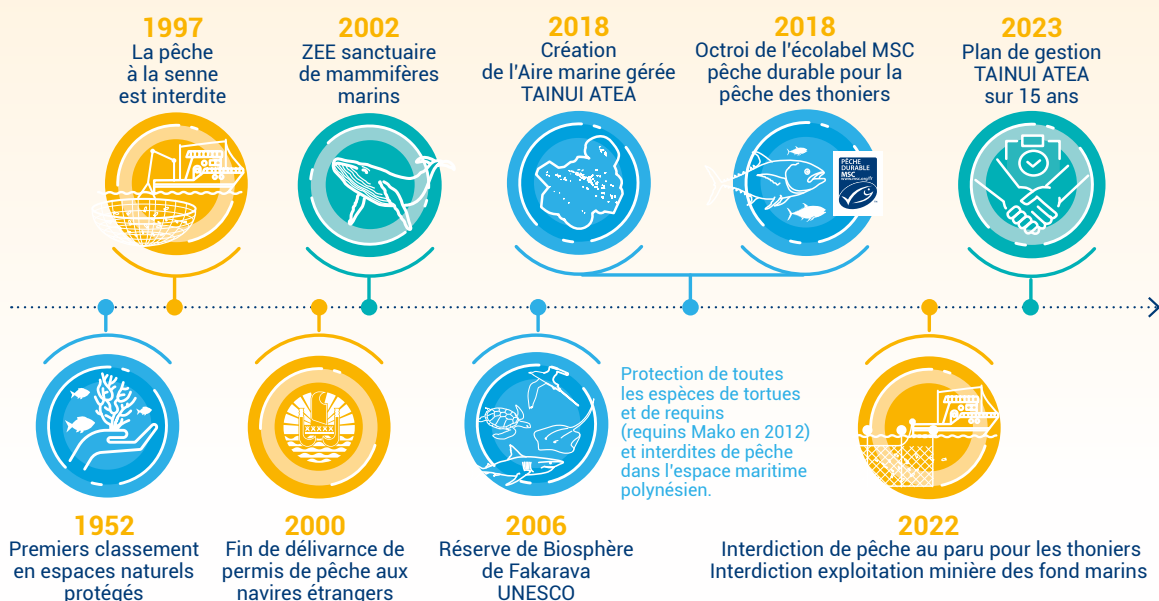 1997
La pêche
à la senne
est interdite
2002
ZEE sanctuaire
de mammifères
marins
2018
Création
de l'Aire marine gérée
TAINUI ATEA
2018
Octroi de l'écolabel MSC
pêche durable pour la
pêche des thoniers
2023
Plan de gestion
TAINUI ATEA
sur 15 ans
PÊCHE
DURABLE
MSC
Protection de toutes
les espèces de tortues
et de requins
(requins Mako en 2012)
et interdites de pêche
dans l'espace maritime
polynésien.
1952
Premiers classement
en espaces naturels
protégés
2000
Fin de délivarnce de
permis de pêche aux
navires étrangers
2006
Réserve de Biosphère
de Fakarava
UNESCO
2022
Interdiction de pêche au paru pour les thoniers
Interdiction exploitation minière des fond marins